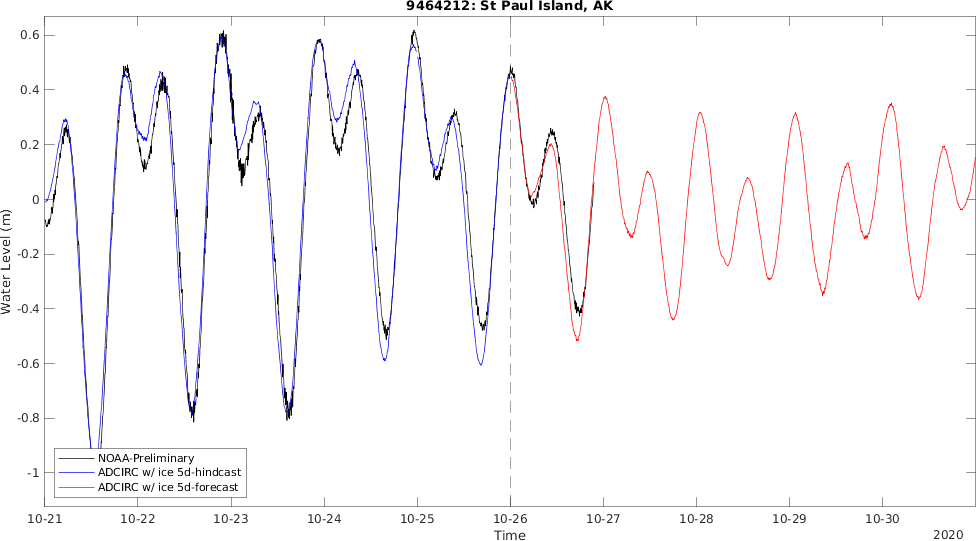 9464212: St Paul Island, AK
0.6
0.4
0.2
0
-0.2
-0.4
-0.6
-0.8
-1
Water Level (m)
NOAA-Preliminary
ADCIRC w/ ice 5d-hindcast
ADCIRC w/ ice 5d-forecast
10-21 10-22 10-23 10-24 10-25 10-26 10-27 10-28 10-29 10-30
Time
2020